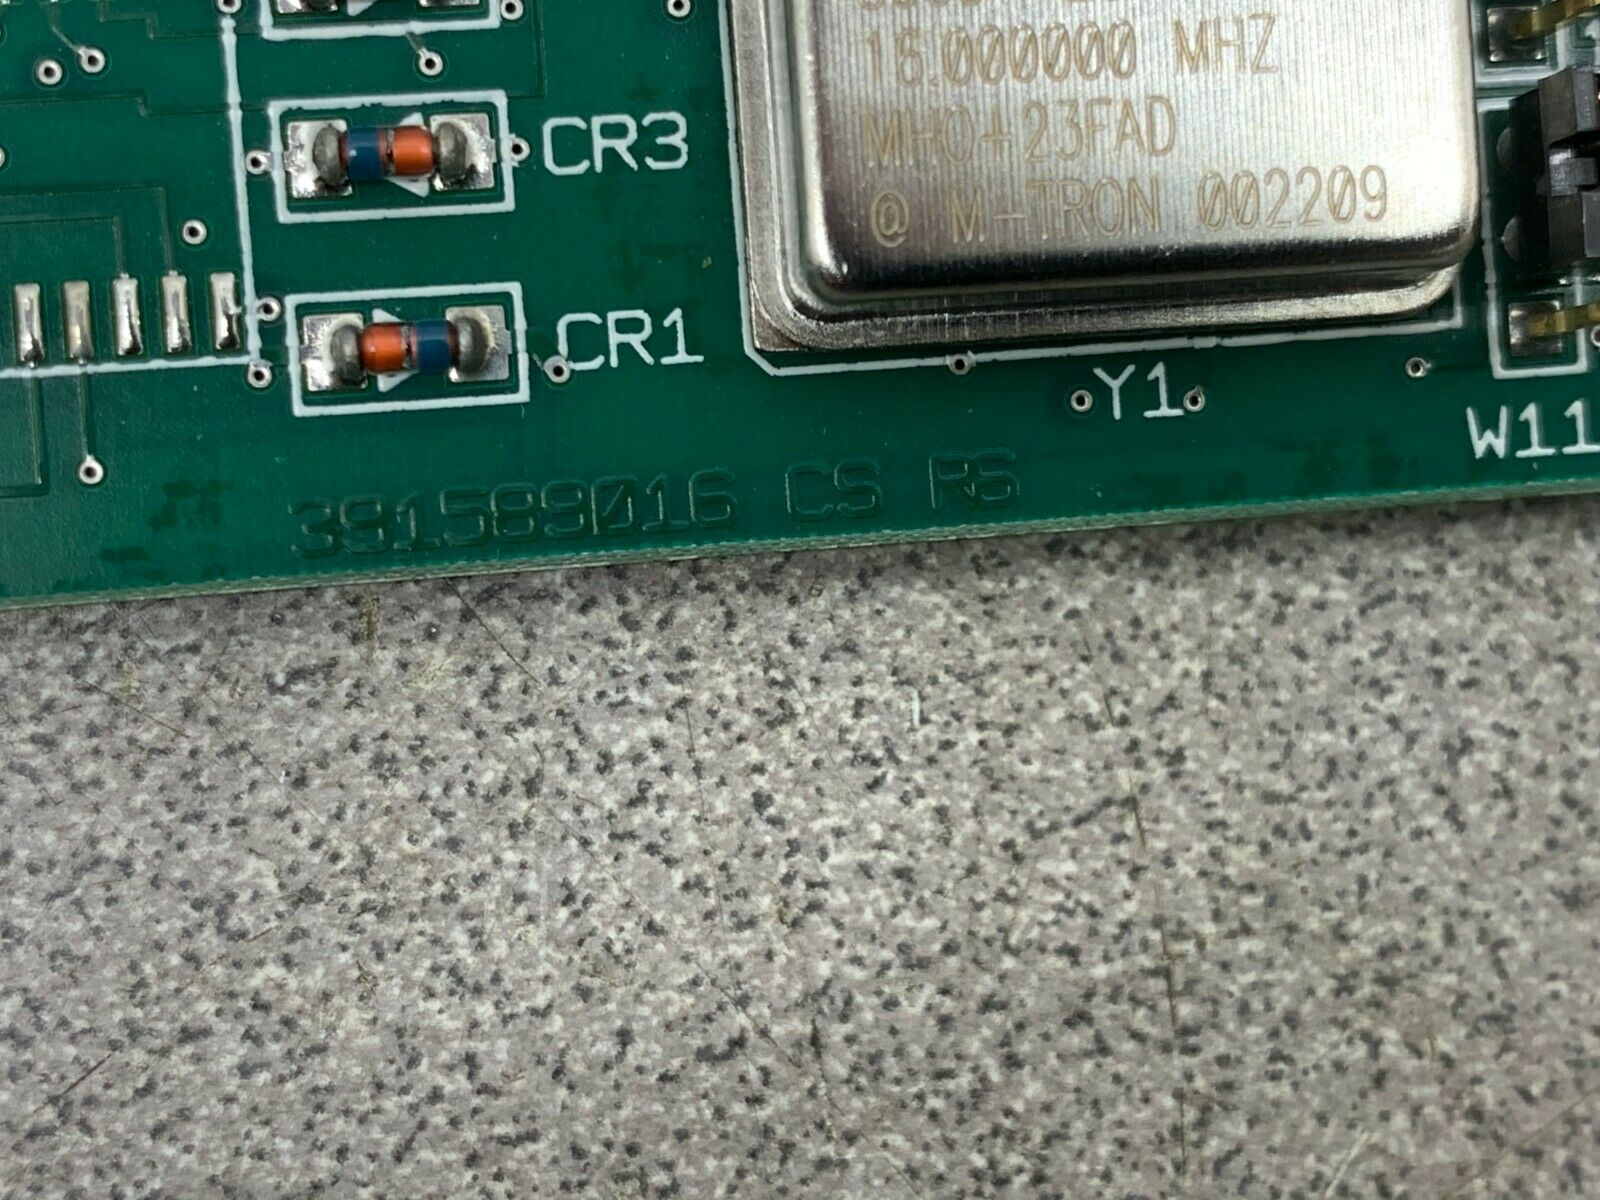 16.000000 MHZ
CR3
MHO+23FAD
@ M-TRON 002209
CR1
Y1
W11
391589016 CS R6